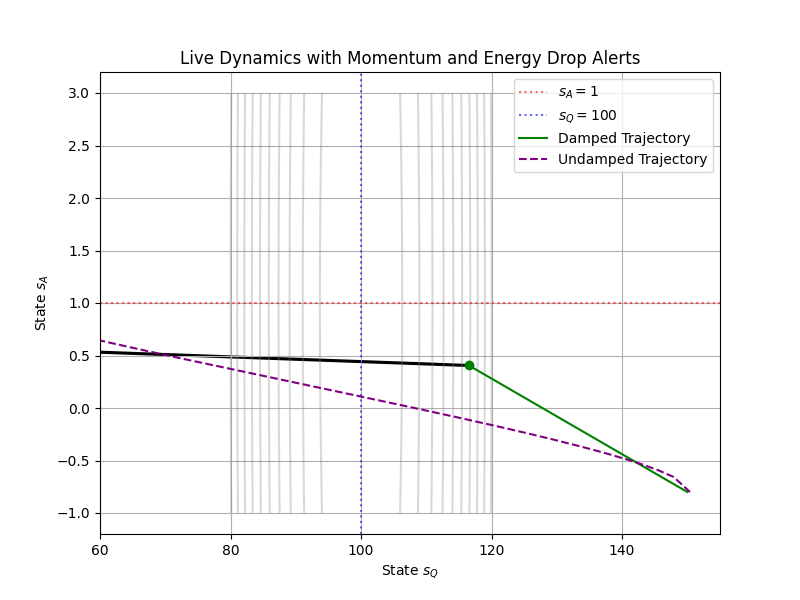 Live Dynamics with Momentum and Energy Drop Alerts
3.0
2.5
2.0
1.5
1.0
0.5
0.0
−0.5
−1.0
State s_A
60
80
100
120
140
State s_Q
s_A = 1
s_Q = 100
Damped Trajectory
Undamped Trajectory